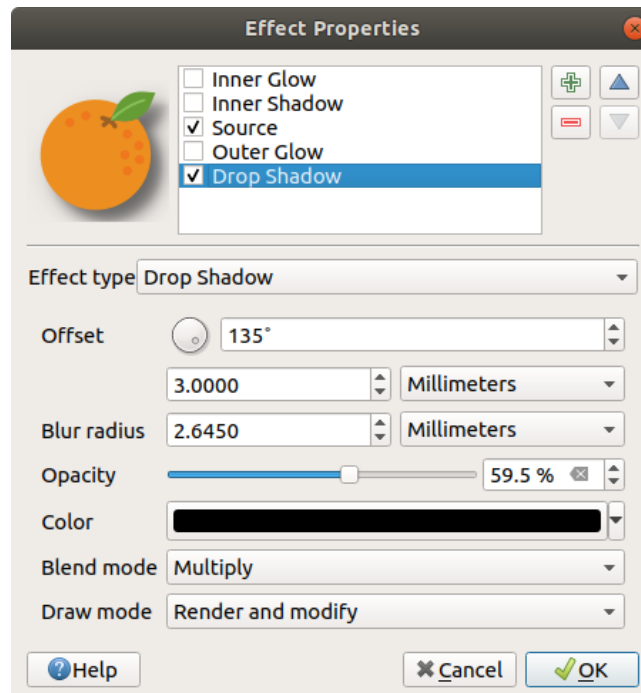 Effect Properties
Inner Glow
Inner Shadow
Source
Outer Glow
Drop Shadow
Effect type Drop Shadow
Offset 135°
3.0000 Millimeters
Blur radius 2.6450 Millimeters
Opacity 59.5 %
Color
Blend mode Multiply
Draw mode Render and modify
Help Cancel OK